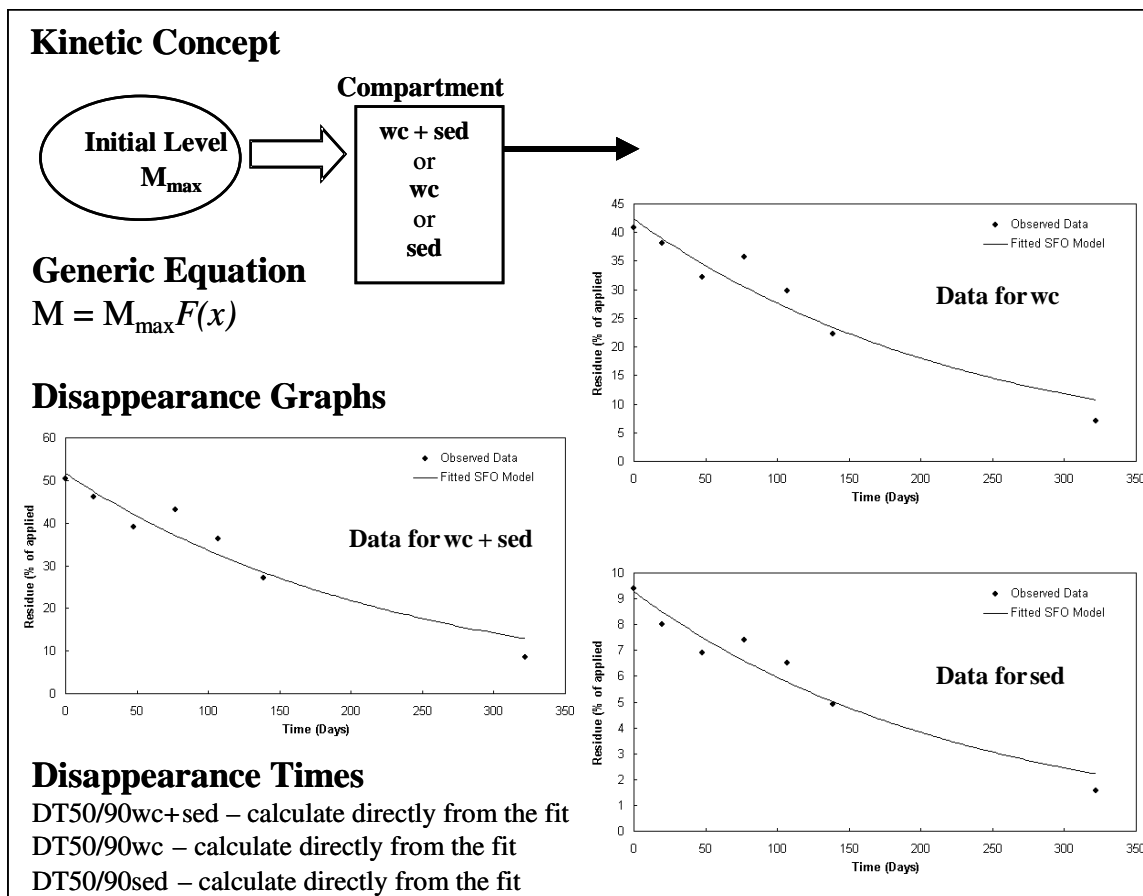 Kinetic Concept
Compartment
Initial Level
M_max
wc + sed
or
wc
or
sed
Generic Equation
M = M_max F(x)
45
40
35
30
25
20
15
10
5
0
Residue (% of applied
Observed Data
Fitted SFO Model
Data for wc
0 50 100 150 200 250 300 350
Time (Days)
Disappearance Graphs
60
50
40
30
20
10
0
Residue (% of applied
Observed Data
Fitted SFO Model
Data for wc + sed
0 50 100 150 200 250 300 350
Time (Days)
10
9
8
7
6
5
4
3
2
1
0
Residue (% of applied
Observed Data
Fitted SFO Model
Data for sed
0 50 100 150 200 250 300 350
Time (Days)
Disappearance Times
DT50/90wc+sed – calculate directly from the fit
DT50/90wc – calculate directly from the fit
DT50/90sed – calculate directly from the fit